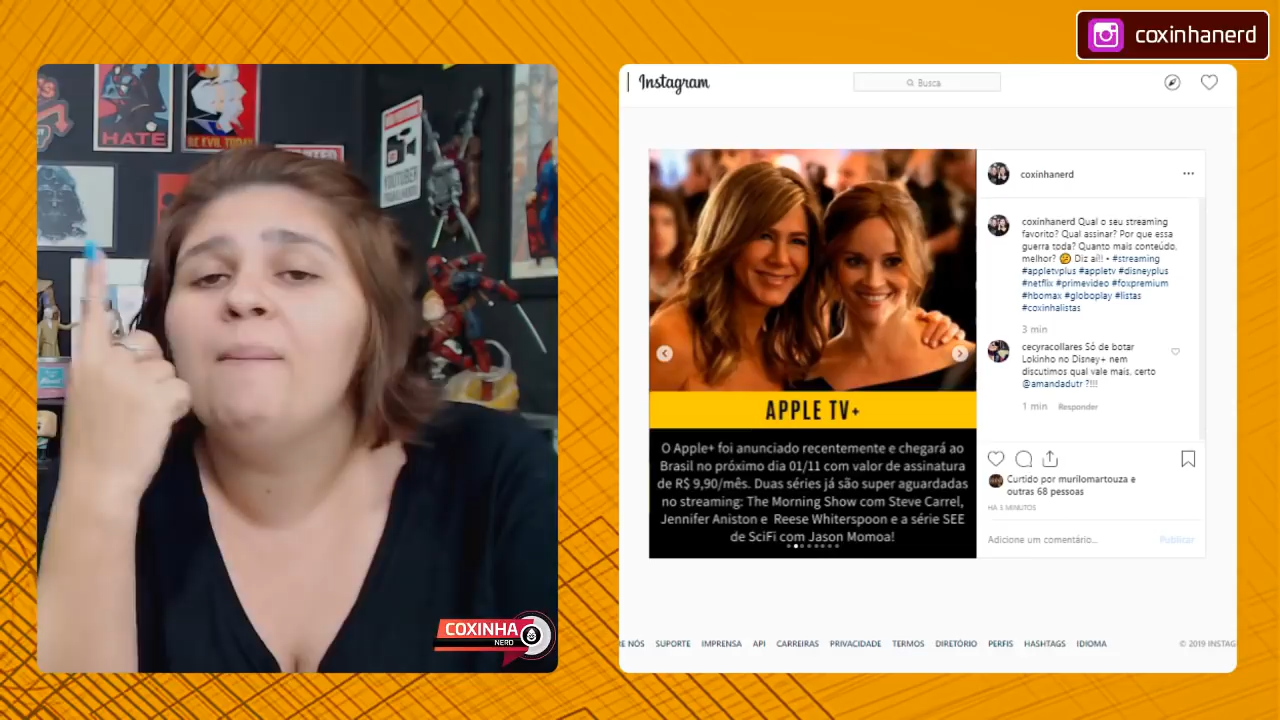 coxinhanerd
HATE
BE EVIL TODAY
YOUTUBER
COXINHA
NERD
Instagram
Busca
APPLE TV+
O Apple+ foi anunciado recentemente e chegará ao
Brasil no próximo dia 01/11 com valor de assinatura
de R$ 9,90/mês. Duas séries já são super aguardadas
no streaming: The Morning Show com Steve Carrel,
Jennifer Aniston e Reese Whiterspoon e a série SEE
de SciFi com Jason Momoa!
coxinhanerd
coxinhanerd Qual o seu streaming
favorito? Qual assinar? Por que essa
guerra toda? Quanto mais conteúdo,
melhor? 🤔 Diz aí!! • #streaming
#appletvplus #appletv #disneyplus
#netflix #primevideo #foxpremium
#hbomax #globoplay #listas
#coxinhalistas
3 min
cecyracollares Só de botar
Lokinho no Disney+ nem
discutimos qual vale mais, certo
@amandadutr ?!!!
1 min Responder
Curtido por murilomartouza e
outras 68 pessoas
HÁ 3 MINUTOS
Adicione um comentário... Publicar
E NÓS SUPORTE IMPRENSA API CARREIRAS PRIVACIDADE TERMOS DIRETÓRIO PERFIS HASHTAGS IDIOMA © 2019 INSTAG